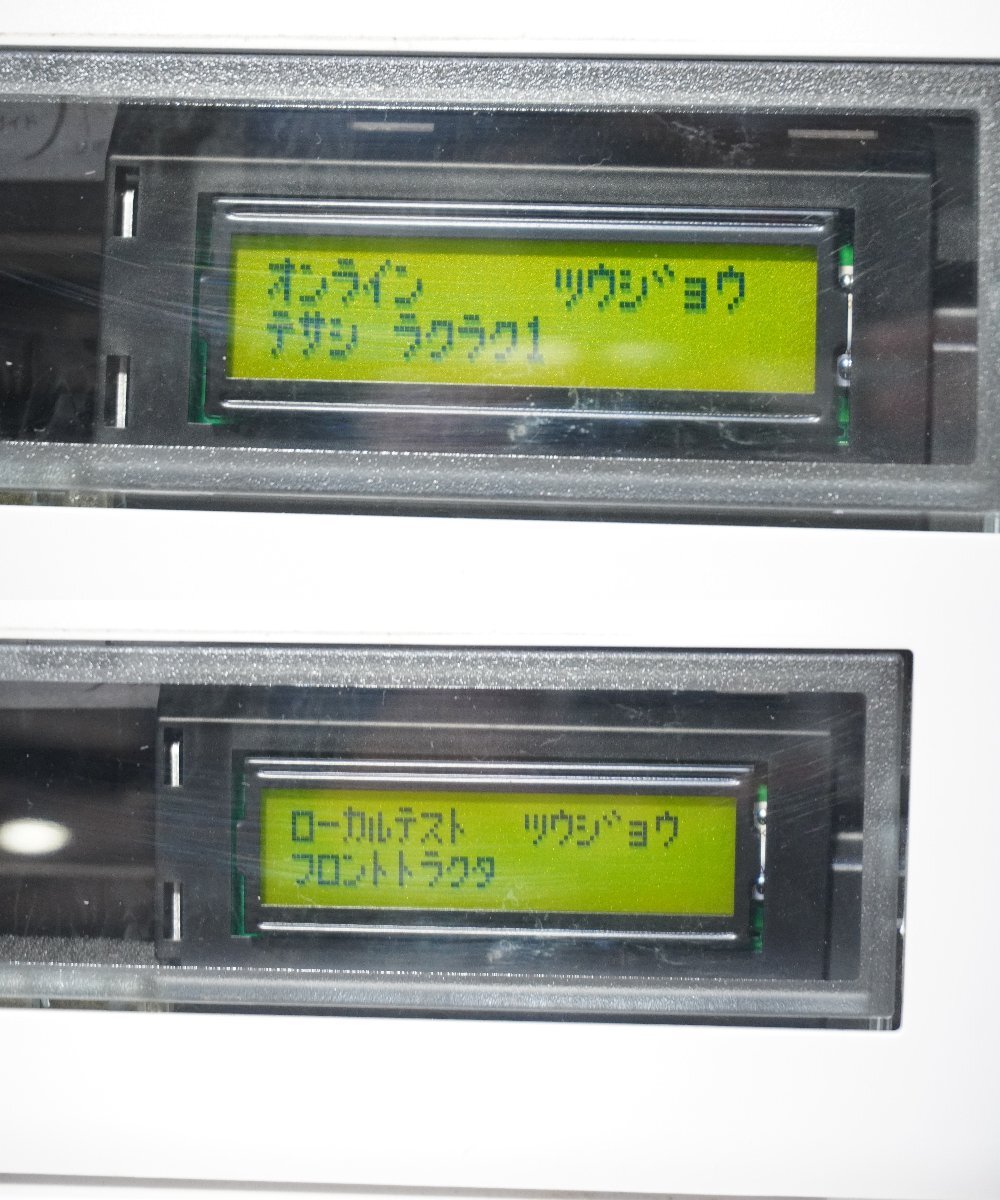 オンライン ツウジョウ
テサシ ラクラク1
ローカルテスト ツウジョウ
フロントトラクタ